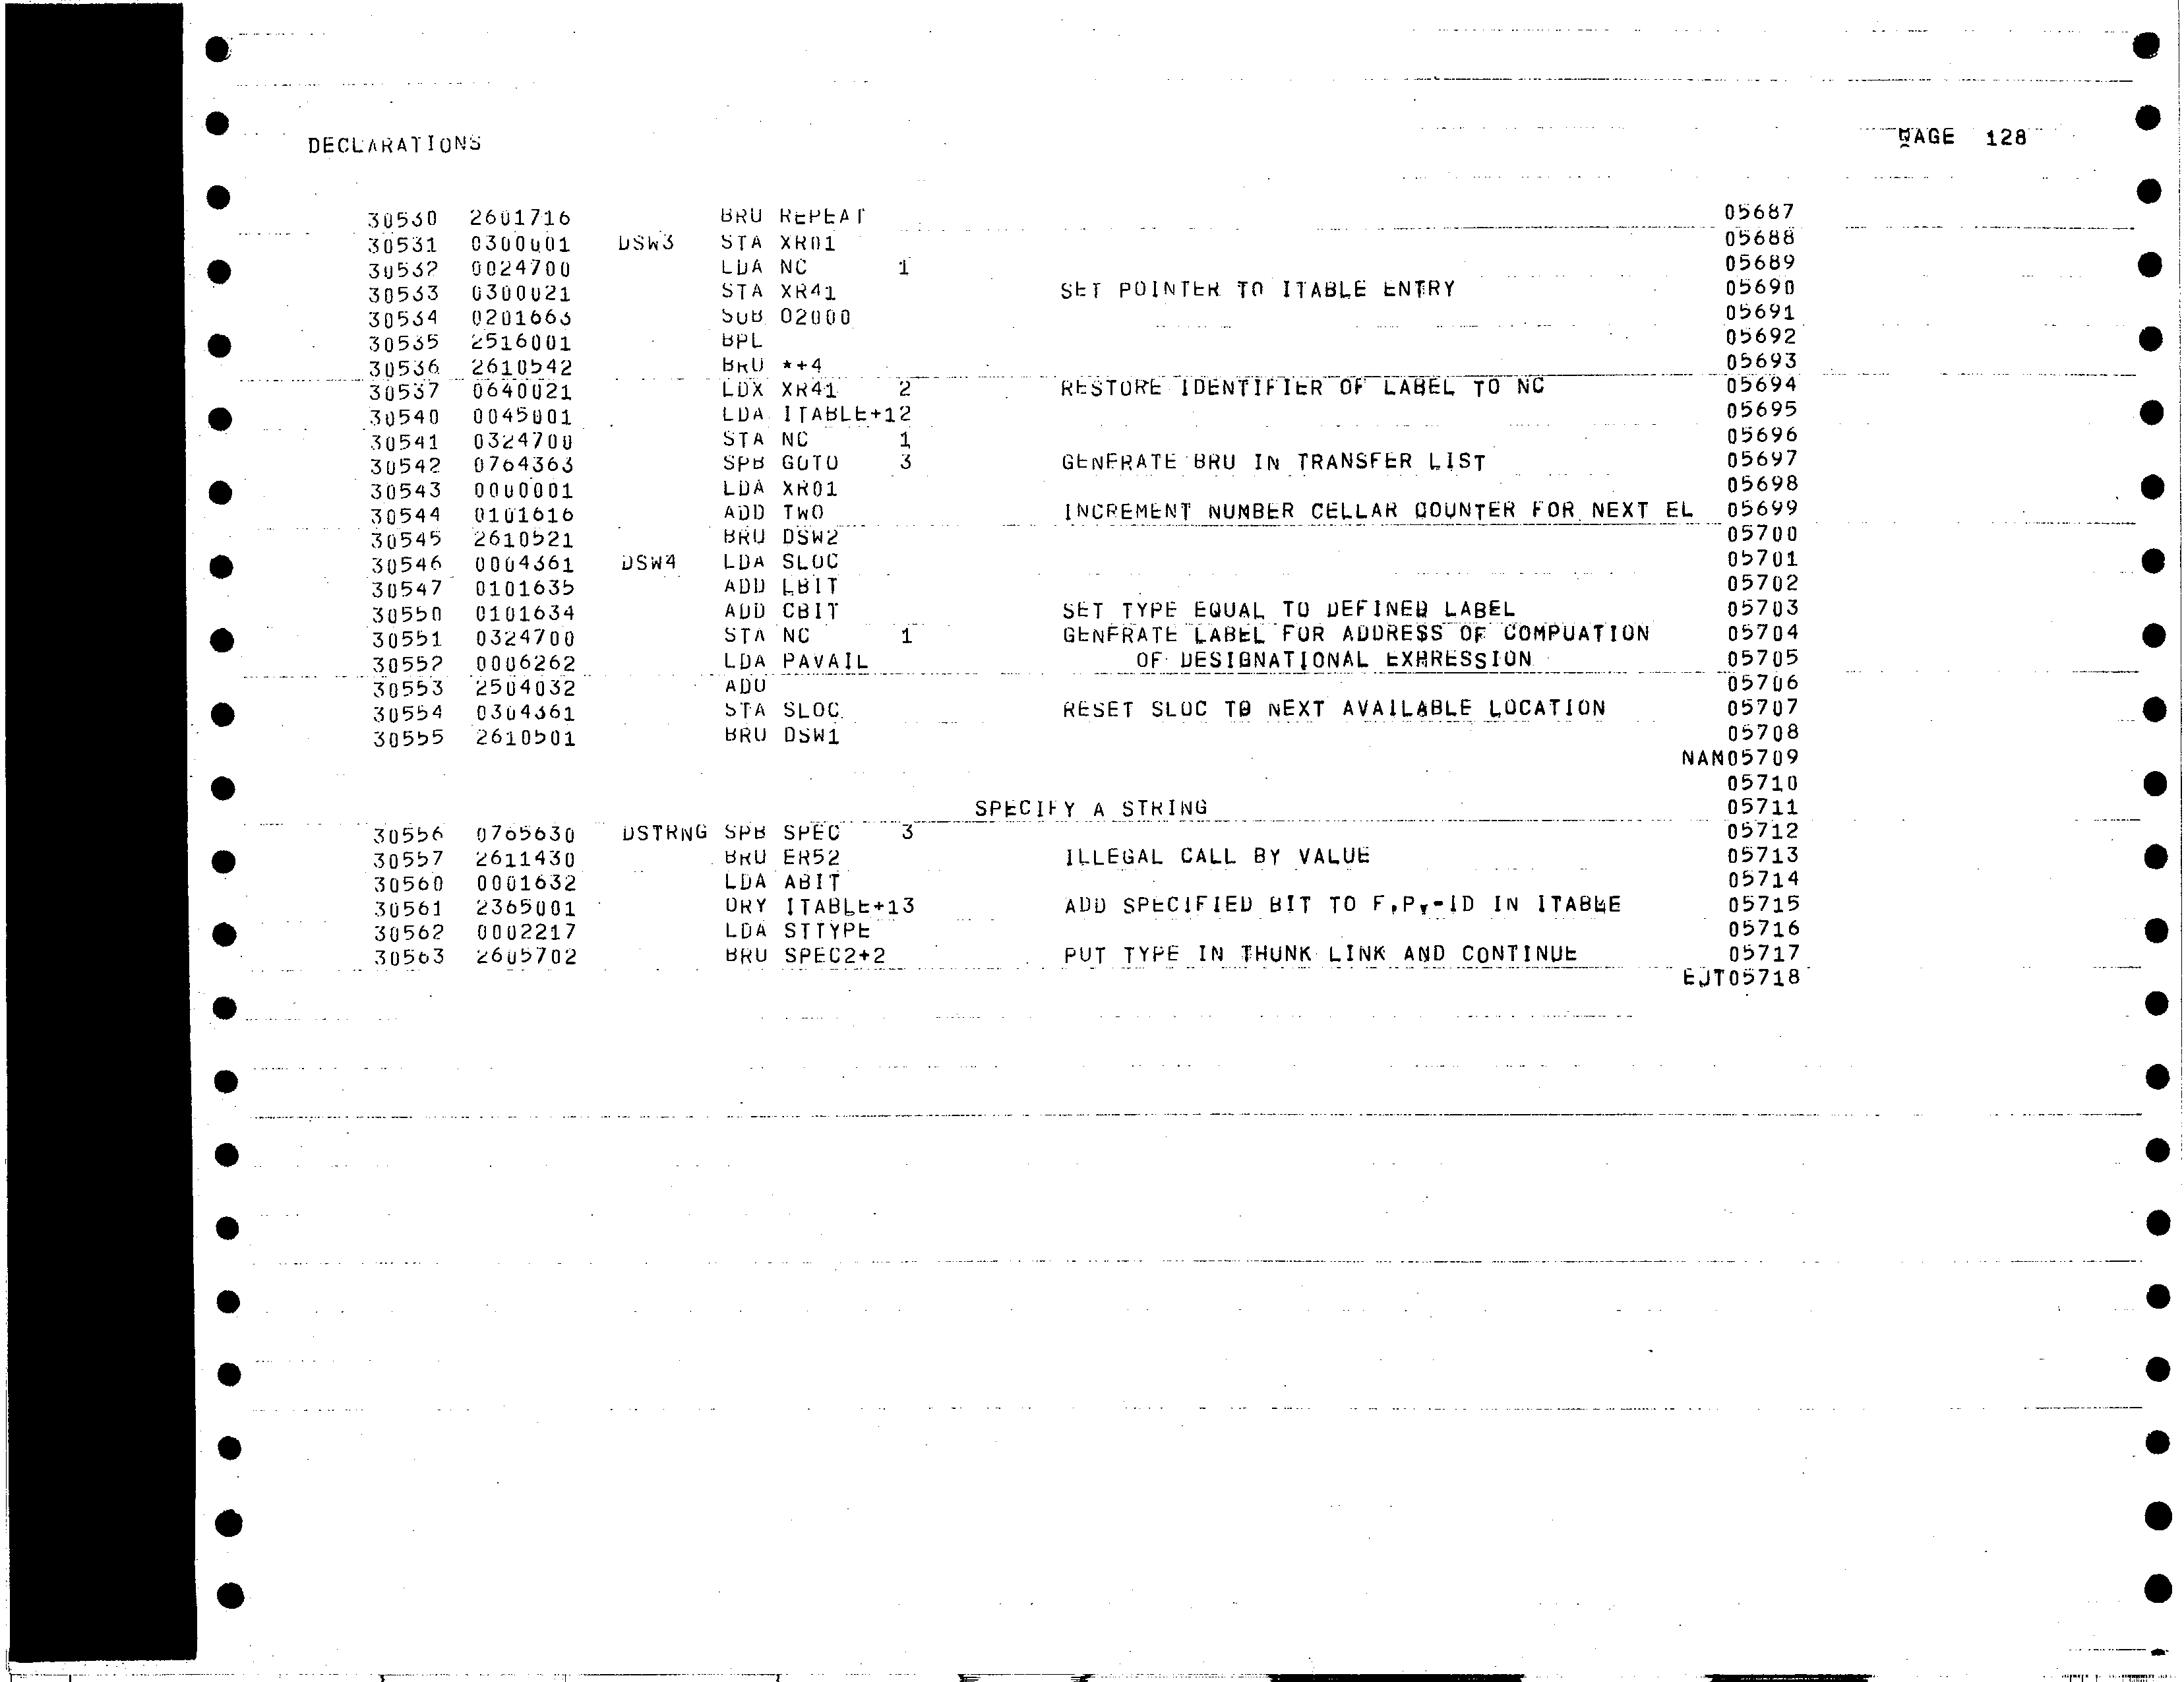 DECLARATIONS PAGE 128
30530 2601716 BRU REPEAT 05687
30531 0300001 DSW3 STA XR01 05688
30532 0024700 LDA NC 1 05689
30533 0300021 STA XR41 SET POINTER TO ITABLE ENTRY 05690
30534 0201663 SUB O2000 05691
30535 2516001 BPL 05692
30536 2610542 BRU *+4 05693
30537 0640021 LDX XR41 2 RESTORE IDENTIFIER OF LABEL TO NC 05694
30540 0045001 LDA ITABLE+1 2 05695
30541 0324700 STA NC 1 05696
30542 0764363 SPB GOTO 3 GENERATE BRU IN TRANSFER LIST 05697
30543 0000001 LDA XR01 05698
30544 0101616 ADD TWO INCREMENT NUMBER CELLAR COUNTER FOR NEXT EL 05699
30545 2610521 BRU DSW2 05700
30546 0004361 DSW4 LDA SLOC 05701
30547 0101635 ADD LBIT 05702
30550 0101634 ADD CBIT SET TYPE EQUAL TO DEFINED LABEL 05703
30551 0324700 STA NC 1 GENERATE LABEL FOR ADDRESS OF COMPUATION 05704
30552 0006262 LDA PAVAIL OF DESIGNATIONAL EXPRESSION 05705
30553 2504032 ADO 05706
30554 0304361 STA SLOC RESET SLOC TO NEXT AVAILABLE LOCATION 05707
30555 2610501 BRU DSW1 05708
NAM05709
05710
SPECIFY A STRING 05711
30556 0765630 DSTRNG SPB SPEC 3 05712
30557 2611430 BRU ER52 ILLEGAL CALL BY VALUE 05713
30560 0001632 LDA ABIT 05714
30561 2365001 ORY ITABLE+1 3 ADD SPECIFIED BIT TO F.P.-ID IN ITABLE 05715
30562 0002217 LDA STTYPE 05716
30563 2605702 BRU SPEC2+2 PUT TYPE IN THUNK LINK AND CONTINUE 05717
EJT05718